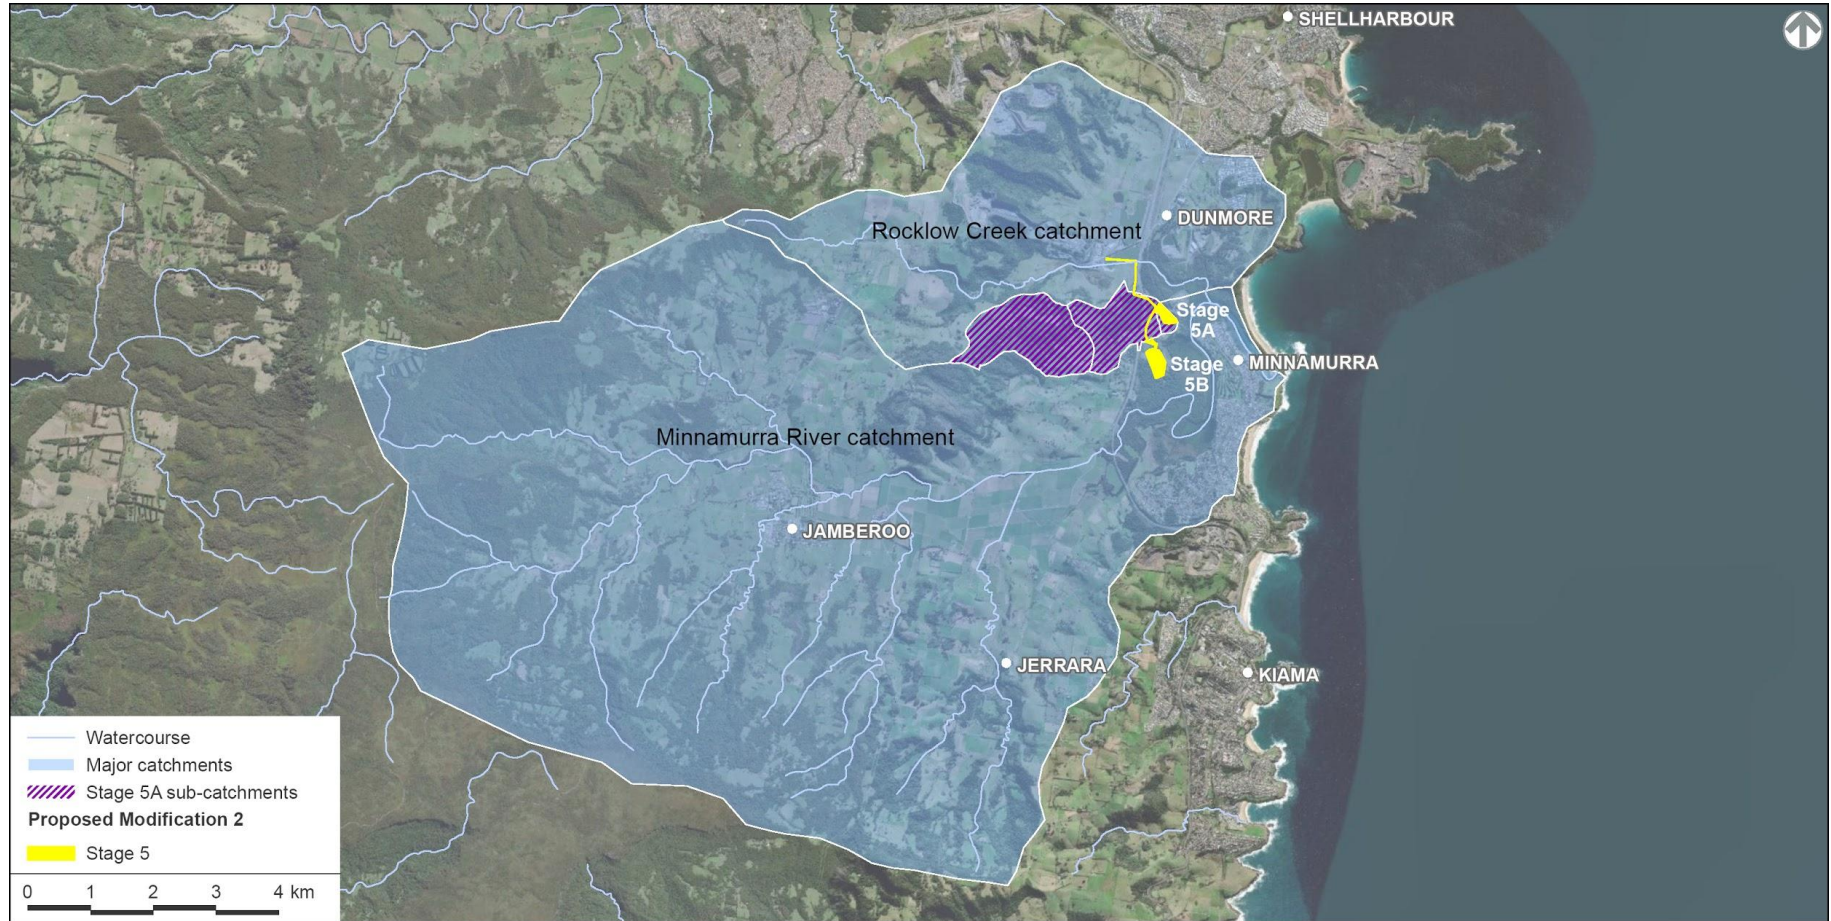 SHELLHARBOUR
Rocklow Creek catchment
DUNMORE
Stage
5A
MINNAMURRA
Stage
5B
Minnamurra River catchment
JAMBEROO
JERRARA
KIAMA
Watercourse
Major catchments
Stage 5A sub-catchments
Proposed Modification 2
Stage 5
0 1 2 3 4 km